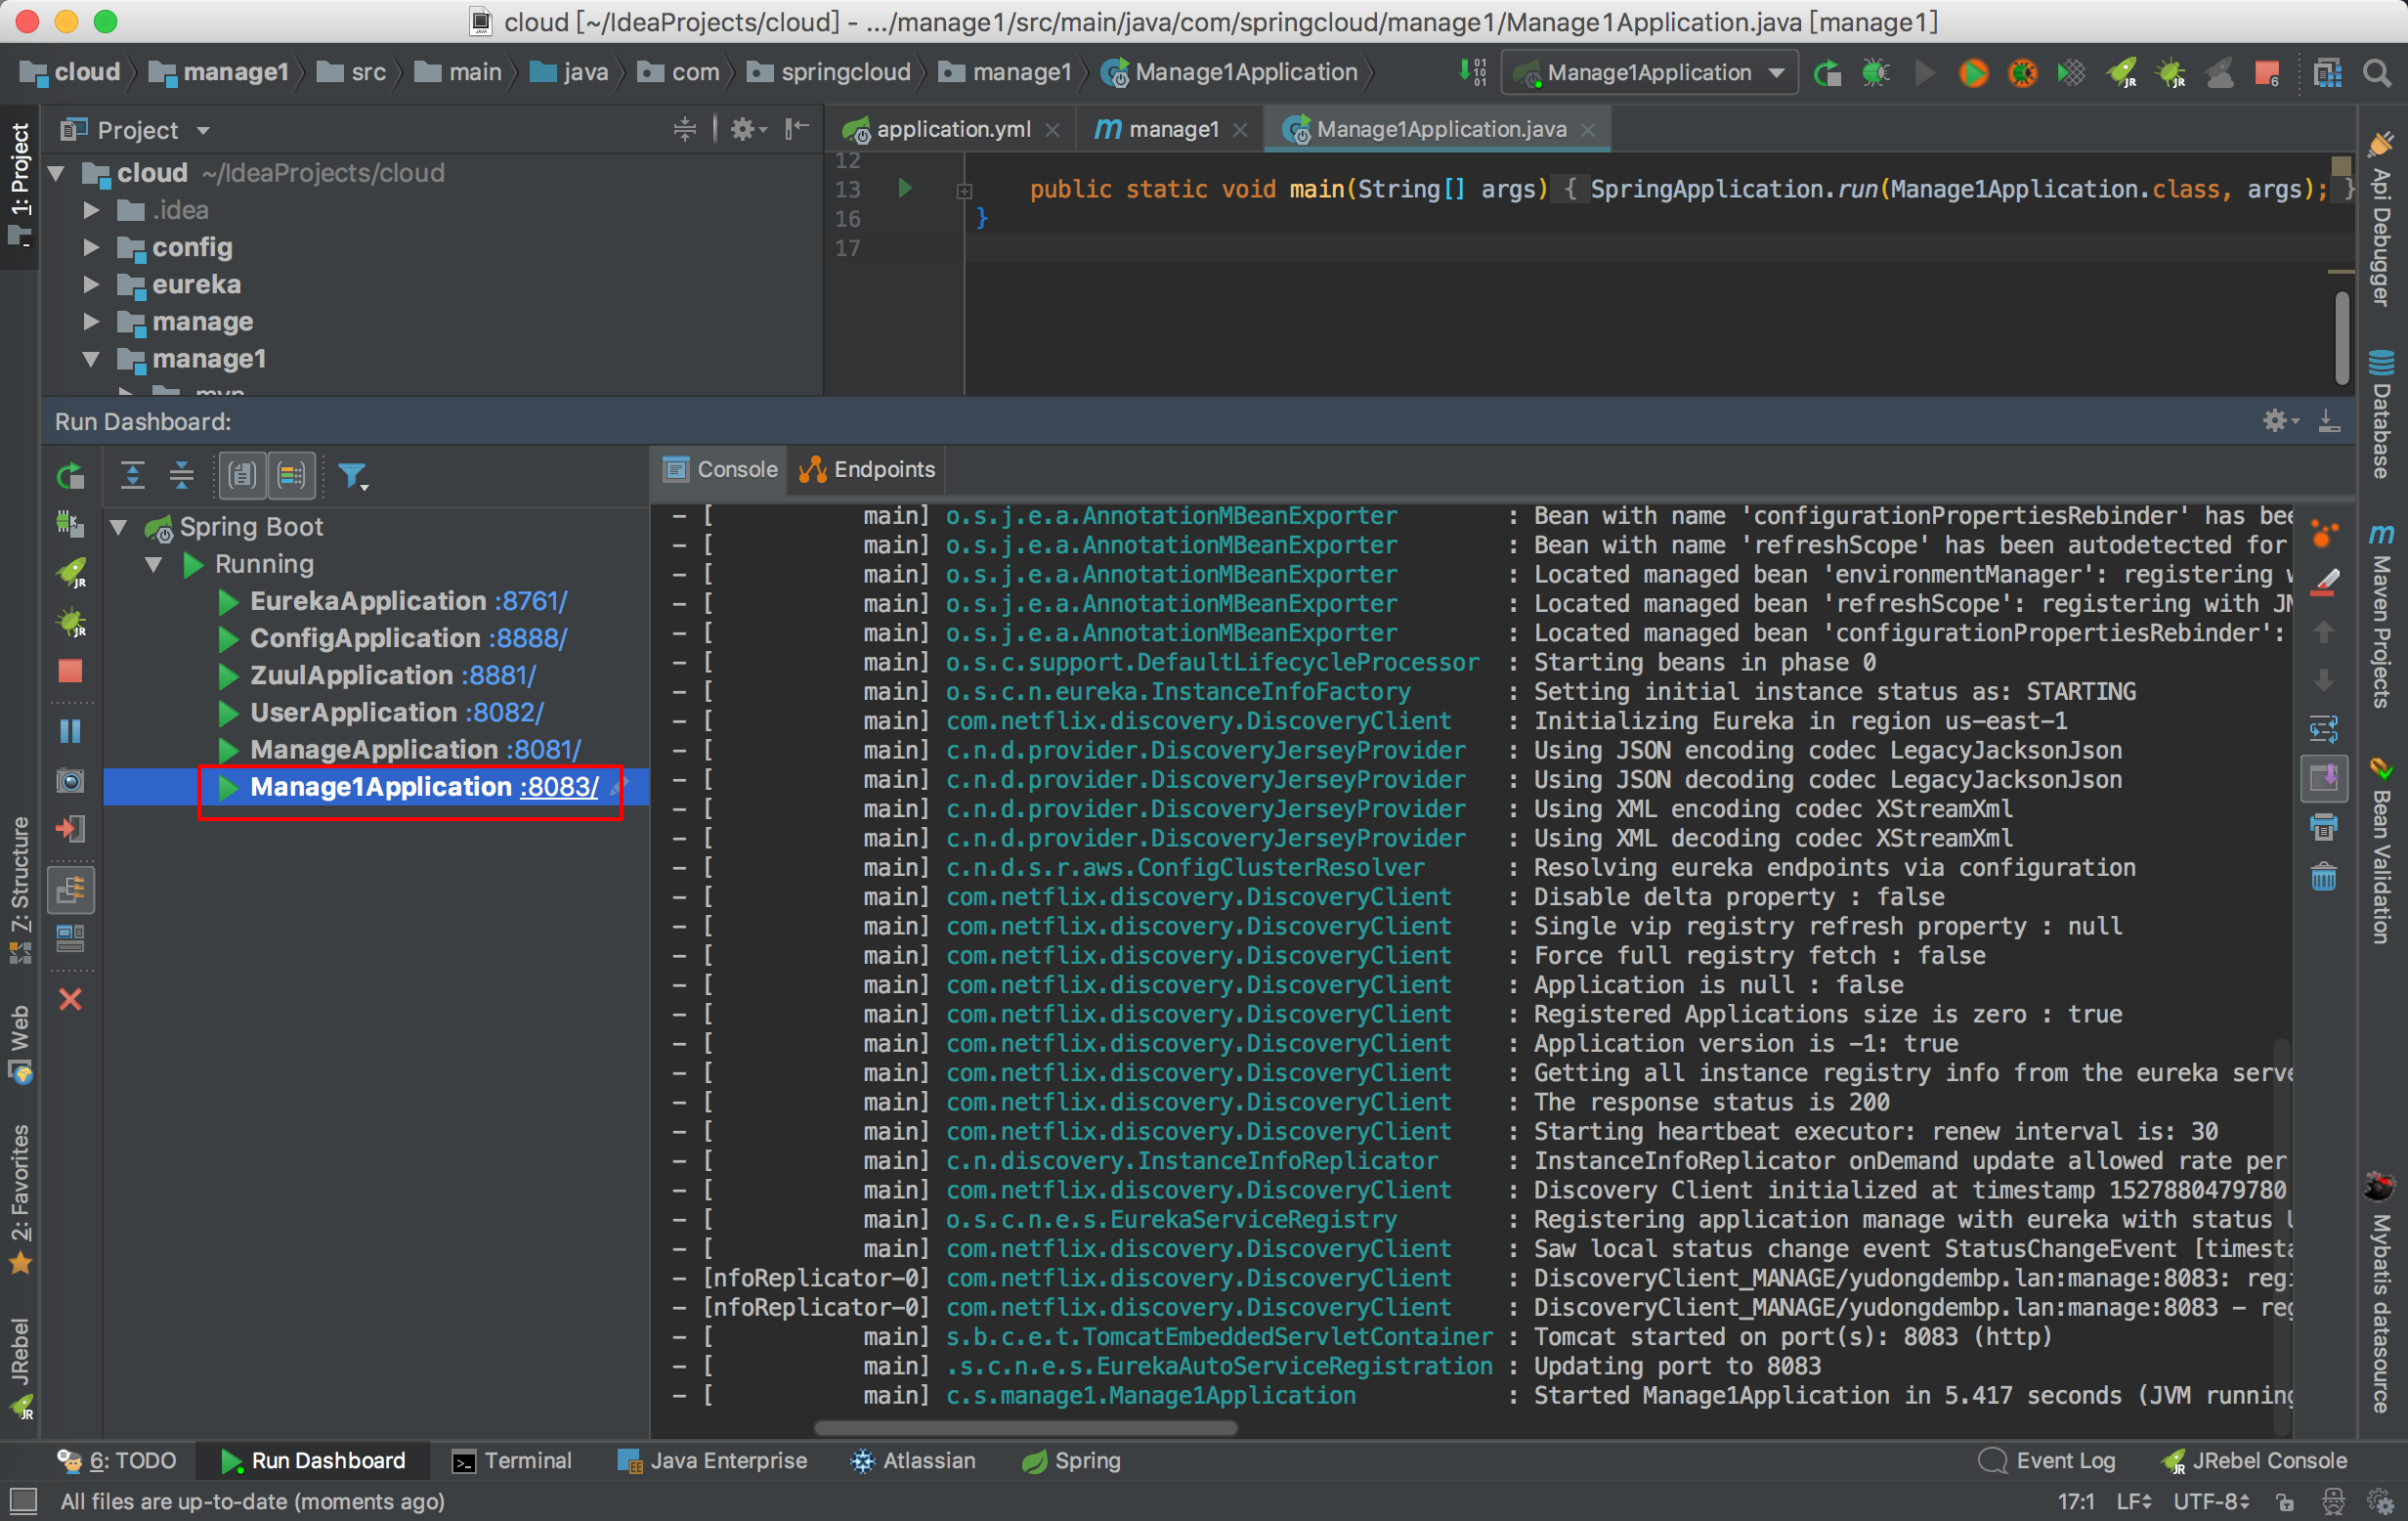 cloud [~/IdeaProjects/cloud] - .../manage1/src/main/java/com/springcloud/manage1/Manage1Application.java [manage1]
cloud manage1 src main java com springcloud manage1 Manage1Application Manage1Application
1: Project
Project
cloud ~/IdeaProjects/cloud
.idea
config
eureka
manage
manage1
application.yml manage1 Manage1Application.java
12
13 public static void main(String[] args) { SpringApplication.run(Manage1Application.class, args); }
16 }
17
Run Dashboard:
Console Endpoints
Spring Boot
Running
EurekaApplication :8761/
ConfigApplication :8888/
ZuulApplication :8881/
UserApplication :8082/
ManageApplication :8081/
Manage1Application :8083/
- [ main] o.s.j.e.a.AnnotationMBeanExporter : Bean with name 'configurationPropertiesRebinder' has bee
- [ main] o.s.j.e.a.AnnotationMBeanExporter : Bean with name 'refreshScope' has been autodetected for
- [ main] o.s.j.e.a.AnnotationMBeanExporter : Located managed bean 'environmentManager': registering w
- [ main] o.s.j.e.a.AnnotationMBeanExporter : Located managed bean 'refreshScope': registering with JM
- [ main] o.s.j.e.a.AnnotationMBeanExporter : Located managed bean 'configurationPropertiesRebinder':
- [ main] o.s.c.support.DefaultLifecycleProcessor : Starting beans in phase 0
- [ main] o.s.c.n.eureka.InstanceInfoFactory : Setting initial instance status as: STARTING
- [ main] com.netflix.discovery.DiscoveryClient : Initializing Eureka in region us-east-1
- [ main] c.n.d.provider.DiscoveryJerseyProvider : Using JSON encoding codec LegacyJacksonJson
- [ main] c.n.d.provider.DiscoveryJerseyProvider : Using JSON decoding codec LegacyJacksonJson
- [ main] c.n.d.provider.DiscoveryJerseyProvider : Using XML encoding codec XStreamXml
- [ main] c.n.d.provider.DiscoveryJerseyProvider : Using XML decoding codec XStreamXml
- [ main] c.n.d.s.r.aws.ConfigClusterResolver : Resolving eureka endpoints via configuration
- [ main] com.netflix.discovery.DiscoveryClient : Disable delta property : false
- [ main] com.netflix.discovery.DiscoveryClient : Single vip registry refresh property : null
- [ main] com.netflix.discovery.DiscoveryClient : Force full registry fetch : false
- [ main] com.netflix.discovery.DiscoveryClient : Application is null : false
- [ main] com.netflix.discovery.DiscoveryClient : Registered Applications size is zero : true
- [ main] com.netflix.discovery.DiscoveryClient : Application version is -1: true
- [ main] com.netflix.discovery.DiscoveryClient : Getting all instance registry info from the eureka serve
- [ main] com.netflix.discovery.DiscoveryClient : The response status is 200
- [ main] com.netflix.discovery.DiscoveryClient : Starting heartbeat executor: renew interval is: 30
- [ main] c.n.discovery.InstanceInfoReplicator : InstanceInfoReplicator onDemand update allowed rate per
- [ main] com.netflix.discovery.DiscoveryClient : Discovery Client initialized at timestamp 1527880479780
- [ main] o.s.c.n.e.s.EurekaServiceRegistry : Registering application manage with eureka with status U
- [ main] com.netflix.discovery.DiscoveryClient : Saw local status change event StatusChangeEvent [timesta
- [nfoReplicator-0] com.netflix.discovery.DiscoveryClient : DiscoveryClient_MANAGE/yudongdembp.lan:manage:8083: regi
- [nfoReplicator-0] com.netflix.discovery.DiscoveryClient : DiscoveryClient_MANAGE/yudongdembp.lan:manage:8083 - reg
- [ main] s.b.c.e.t.TomcatEmbeddedServletContainer : Tomcat started on port(s): 8083 (http)
- [ main] .s.c.n.e.s.EurekaAutoServiceRegistration : Updating port to 8083
- [ main] c.s.manage1.Manage1Application : Started Manage1Application in 5.417 seconds (JVM running
Z: Structure
Web
2: Favorites
JRebel
Api Debugger
Database
Maven Projects
Bean Validation
Mybatis datasource
6: TODO Run Dashboard Terminal Java Enterprise Atlassian Spring Event Log JRebel Console
All files are up-to-date (moments ago) 17:1 LF UTF-8